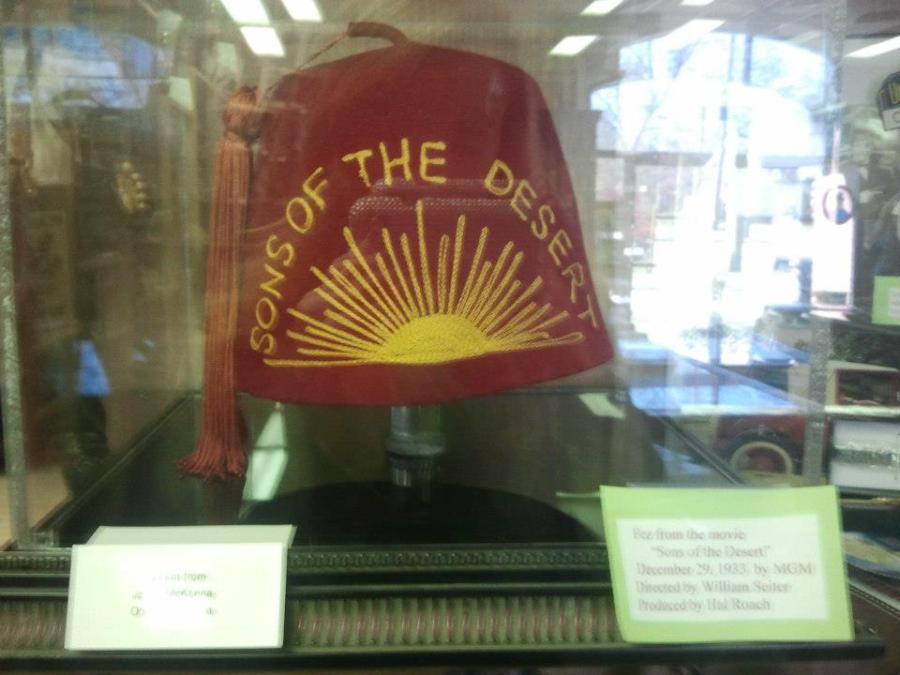 SONS OF THE DESERT
Fez from the movie
"Sons of the Desert"
December 29, 1933 by MGM
Directed by William Seiter
Produced by Hal Roach